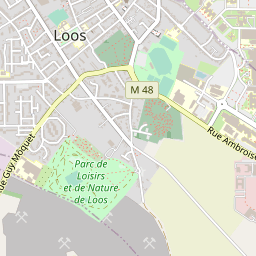 Loos
M 48
Rue Ambroise
Rue Guy Môquet
Parc de
Loisirs
et de Nature
de Loos